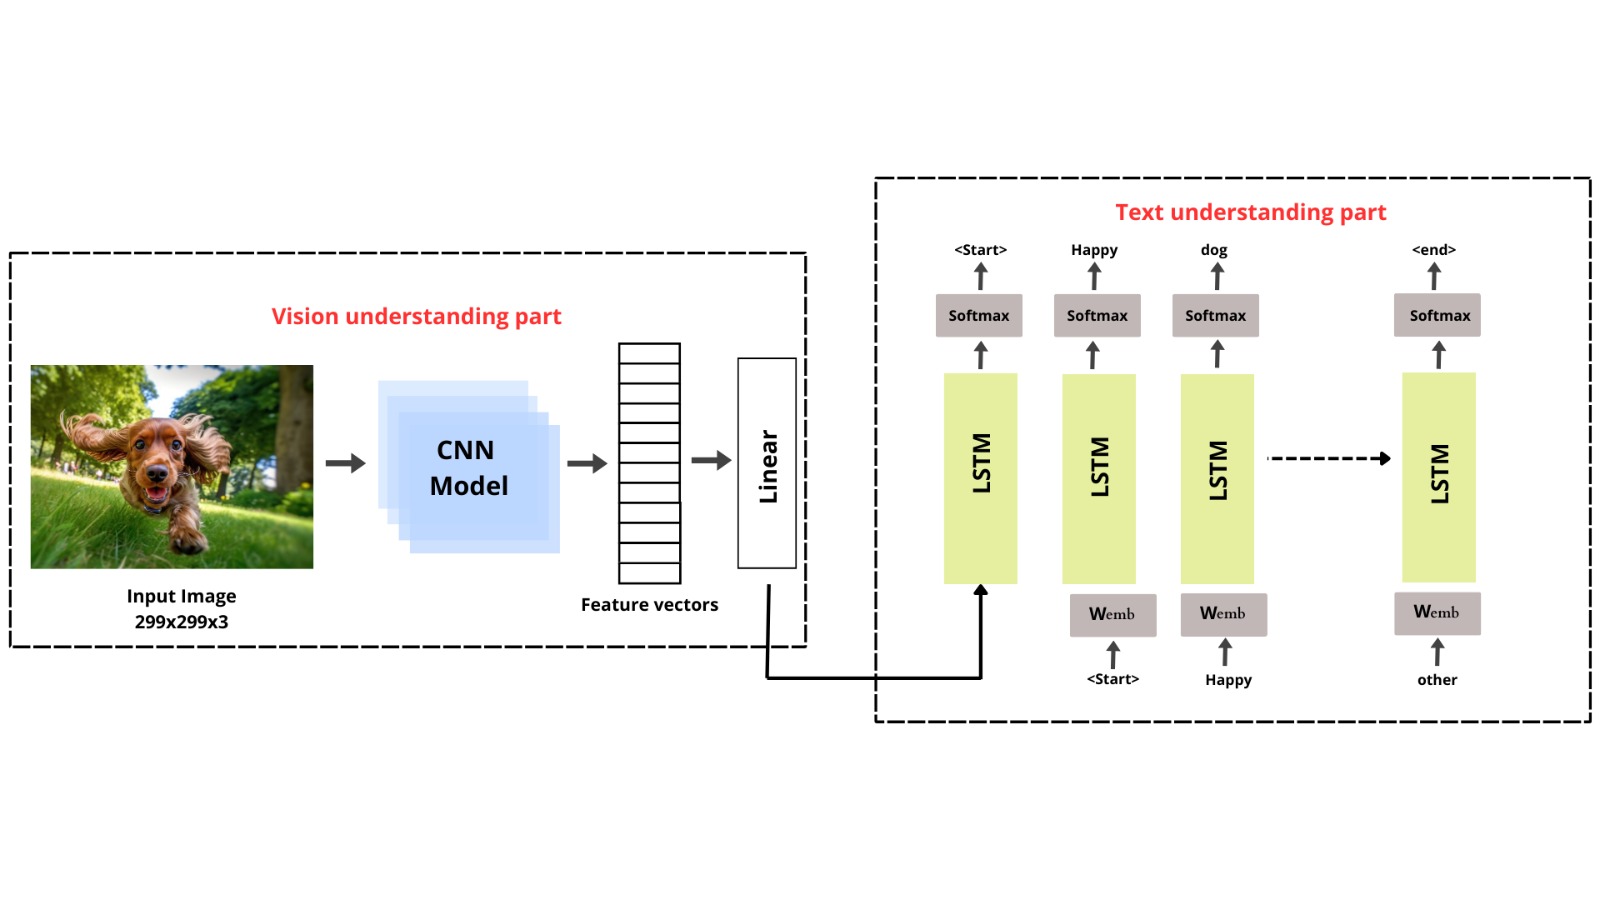 Vision understanding part
Input Image
299x299x3
CNN
Model
Feature vectors
Linear
Text understanding part
<Start> Happy dog <end>
Softmax Softmax Softmax Softmax
LSTM LSTM LSTM LSTM
Wemb Wemb Wemb
<Start> Happy other